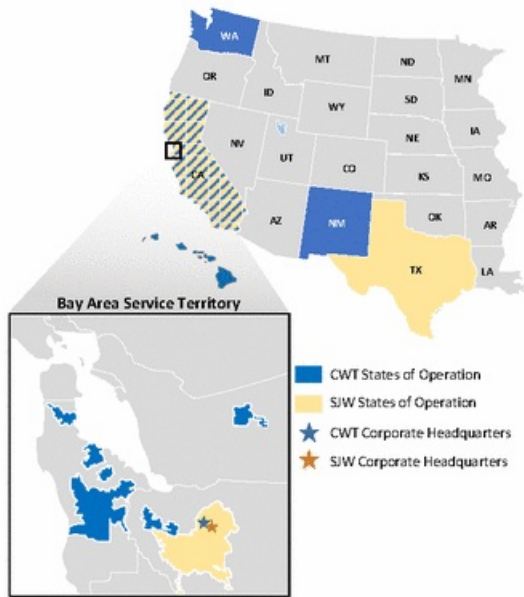 WA
MT
ND
MN
OR
ID
SD
WY
IA
NE
NV
UT
CO
KS
MO
CA
AZ
NM
OK
AR
TX
LA
Bay Area Service Territory
CWT States of Operation
SJW States of Operation
CWT Corporate Headquarters
SJW Corporate Headquarters